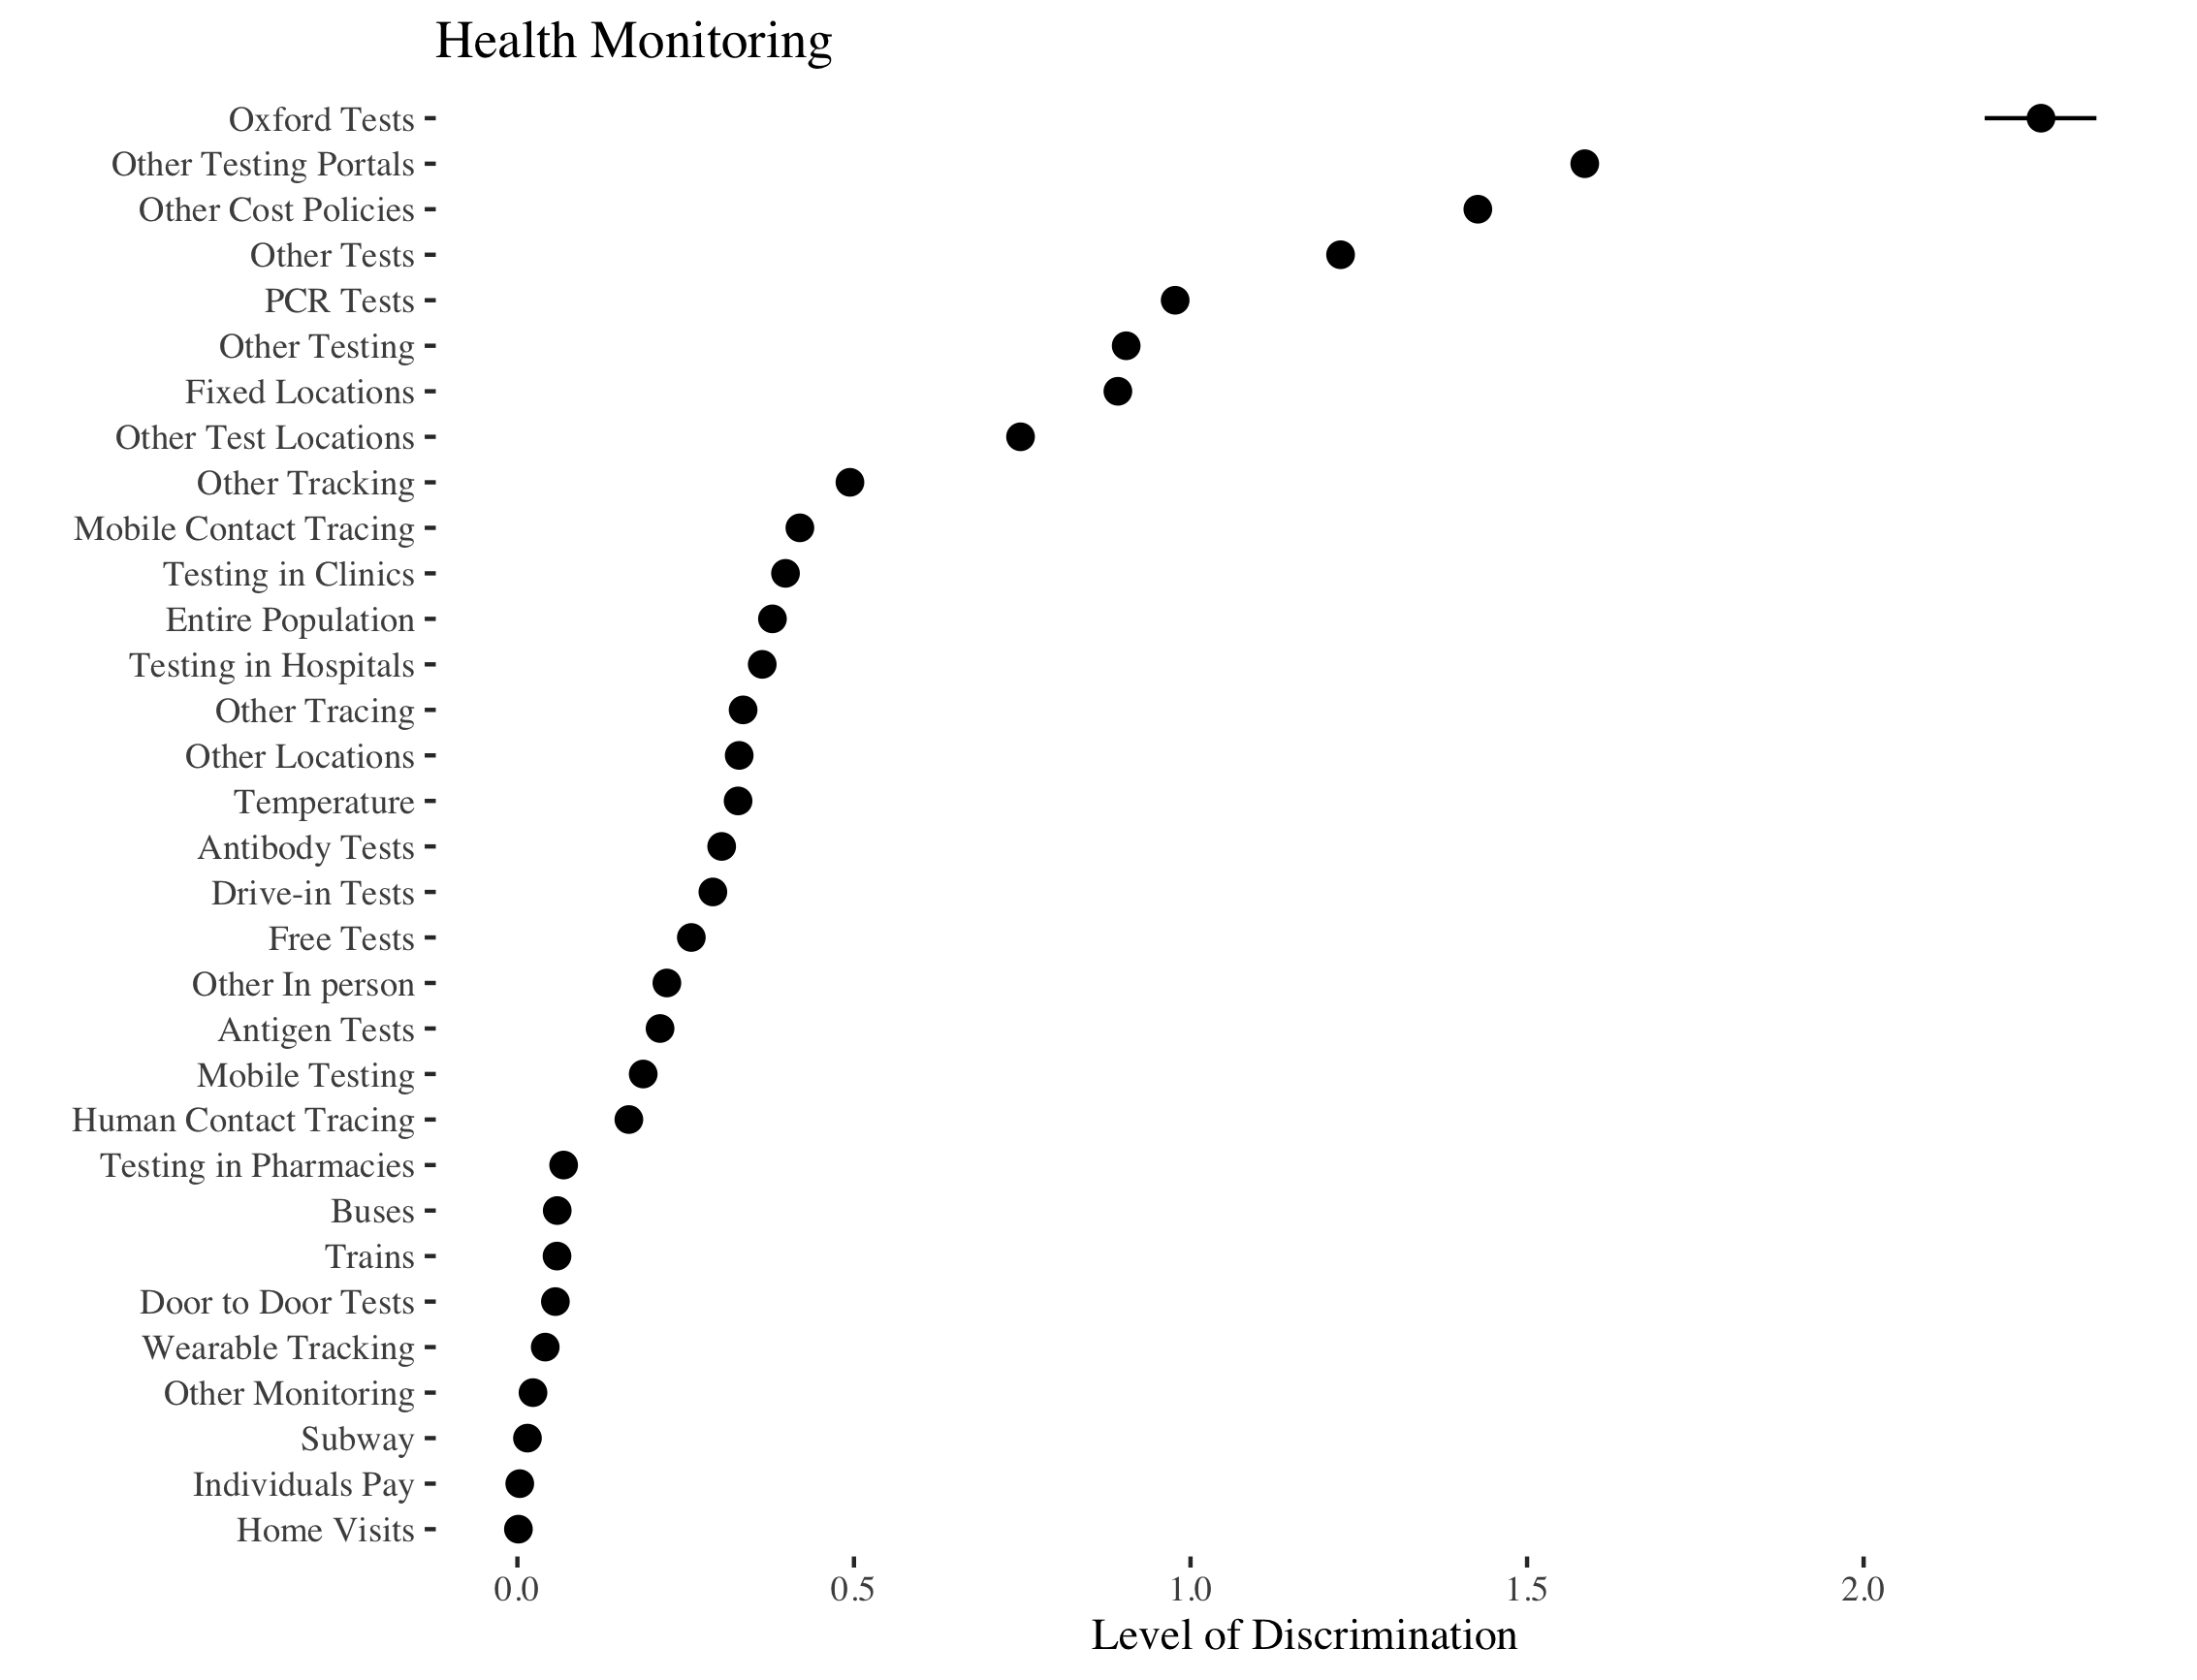 Health Monitoring
Oxford Tests
Other Testing Portals
Other Cost Policies
Other Tests
PCR Tests
Other Testing
Fixed Locations
Other Test Locations
Other Tracking
Mobile Contact Tracing
Testing in Clinics
Entire Population
Testing in Hospitals
Other Tracing
Other Locations
Temperature
Antibody Tests
Drive-in Tests
Free Tests
Other In person
Antigen Tests
Mobile Testing
Human Contact Tracing
Testing in Pharmacies
Buses
Trains
Door to Door Tests
Wearable Tracking
Other Monitoring
Subway
Individuals Pay
Home Visits
0.0 0.5 1.0 1.5 2.0
Level of Discrimination